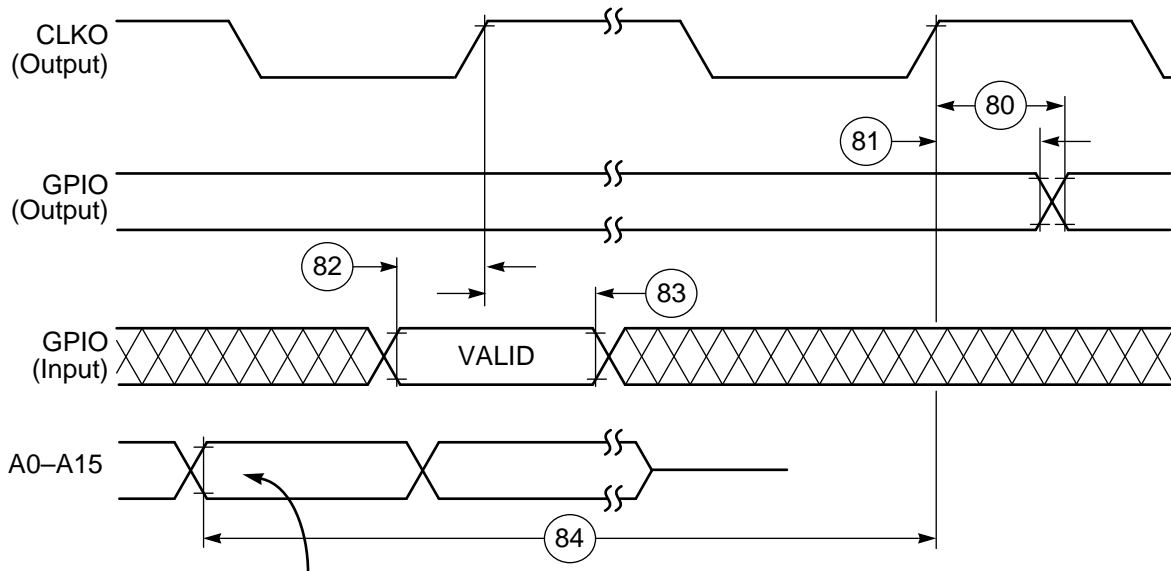 CLKO
(Output)
80
81
GPIO
(Output)
82
83
GPIO
(Input)
VALID
A0–A15
84